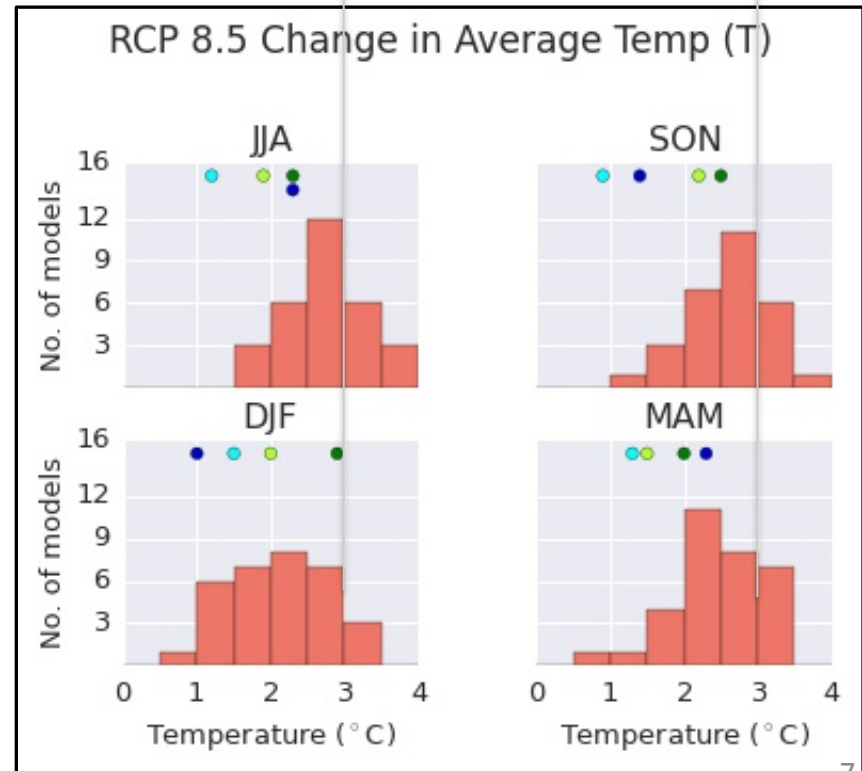 RCP 8.5 Change in Average Temp (T)
JJA
SON
16
12
9
6
3
No. of models
DJF
MAM
16
12
9
6
3
No. of models
0 1 2 3 4
0 1 2 3 4
Temperature (°C)
Temperature (°C)
7